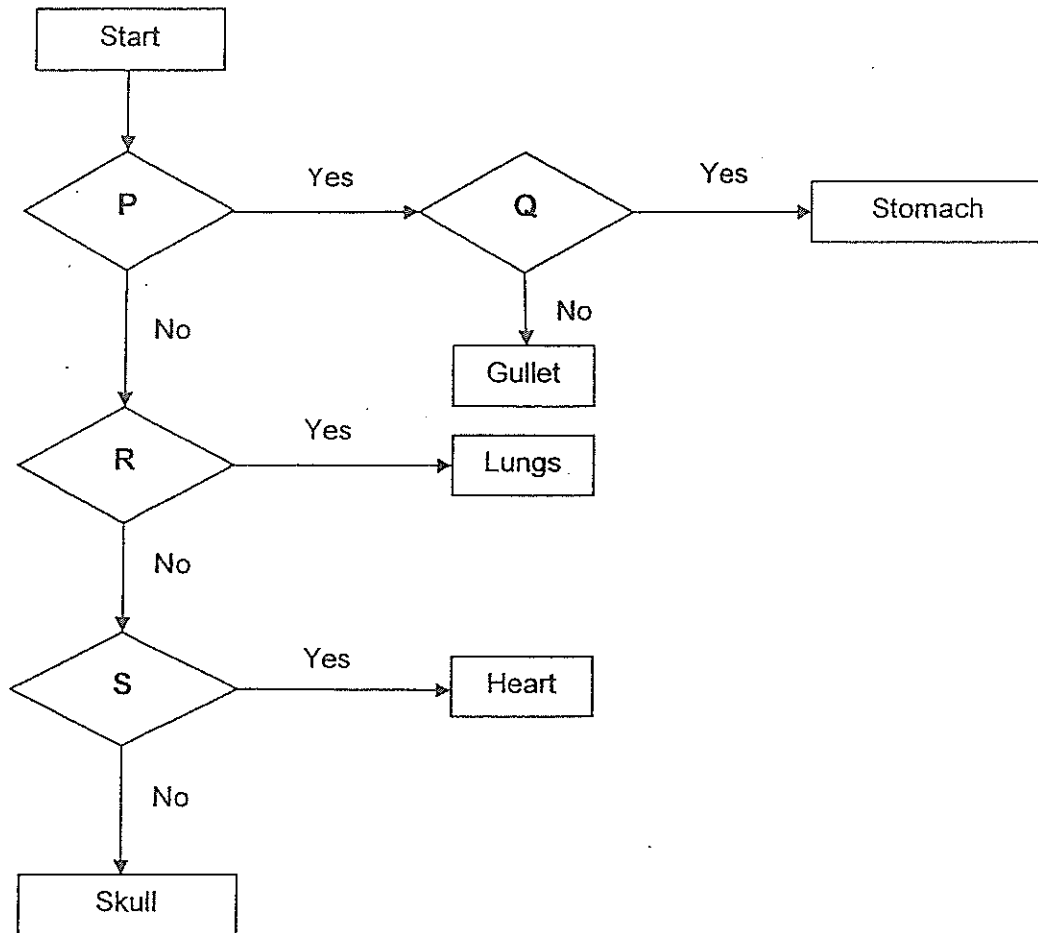 Start
P
Yes
Q
Yes
Stomach
No
No
Gullet
R
Yes
Lungs
No
S
Yes
Heart
No
Skull